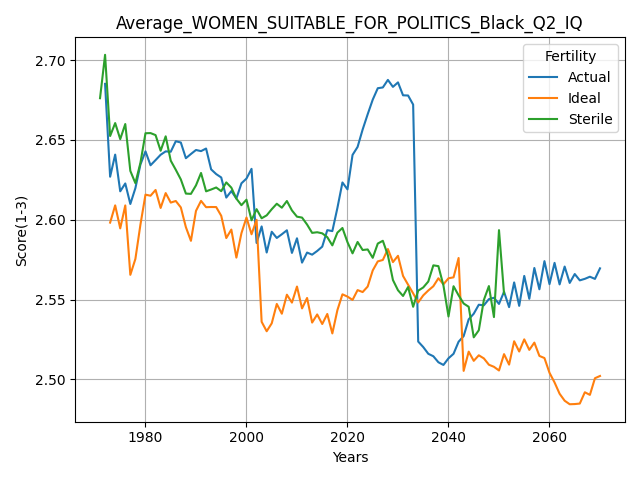 Average_WOMEN_SUITABLE_FOR_POLITICS_Black_Q2_IQ
Fertility
Actual
Ideal
Sterile
Score(1-3)
2.70
2.65
2.60
2.55
2.50
1980 2000 2020 2040 2060
Years